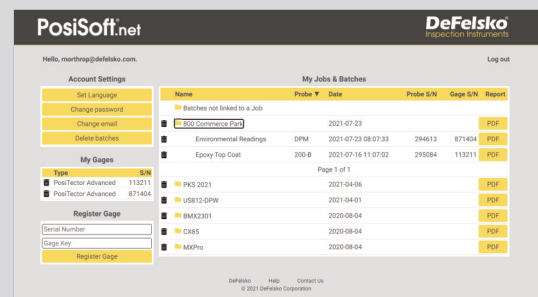 PosiSoft.net
DeFelsko
Inspection Instruments
Hello, rnorthrop@defelsko.com.
Log out
Account Settings
Set Language
Change password
Change email
Delete batches
My Gages
Type S/N
PosiTector Advanced 113211
PosiTector Advanced 871404
Register Gage
Serial Number
Gage Key
Register Gage
My Jobs & Batches
Name Probe ▼ Date Probe S/N Gage S/N Report
Batches not linked to a Job
800 Commerce Park 2021-07-23 PDF
Environmental Readings DPM 2021-07-23 08:07:33 294613 871404 PDF
Epoxy Top Coat 200-B 2021-07-16 11:07:02 295084 113211 PDF
Page 1 of 1
PKS 2021 2021-04-06 PDF
US812-DPW 2021-04-01 PDF
BMX2301 2020-08-04 PDF
CX85 2020-08-04 PDF
MXPro 2020-08-04 PDF
DeFelsko Help Contact Us
© 2021 DeFelsko Corporation